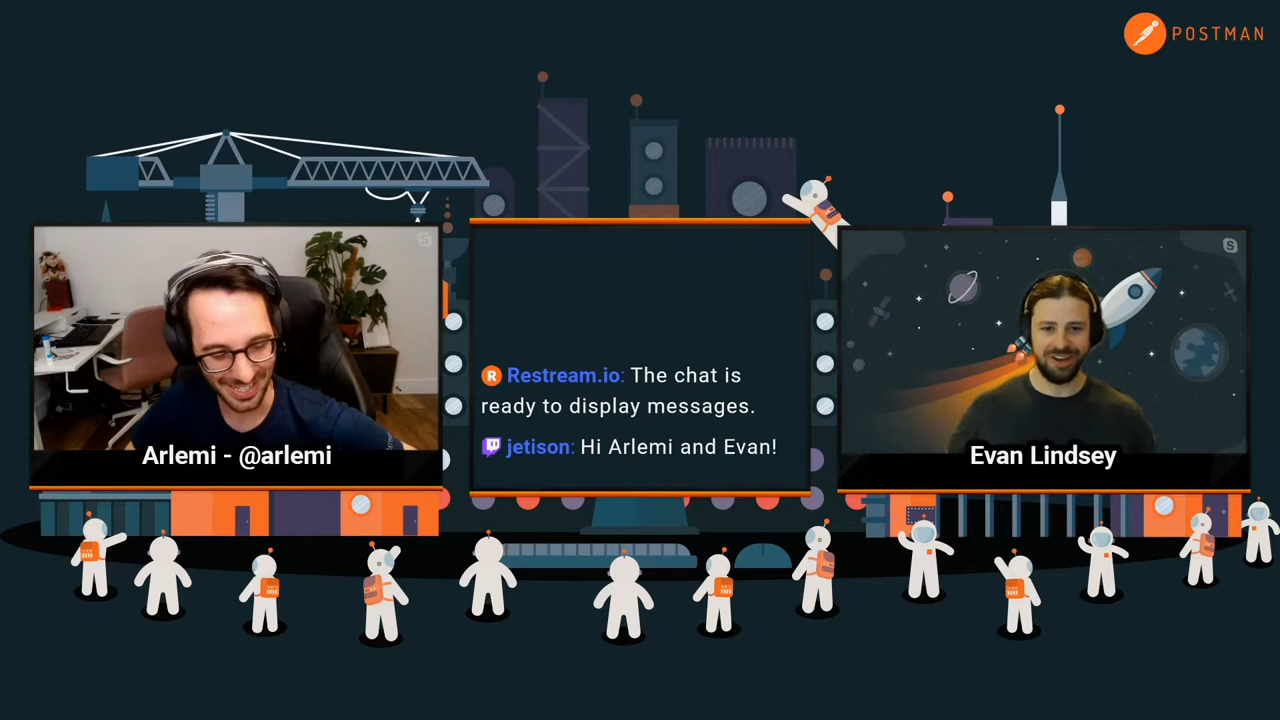 POSTMAN
R Restream.io: The chat is
ready to display messages.
jetison: Hi Arlemi and Evan!
Arlemi - @arlemi
Evan Lindsey